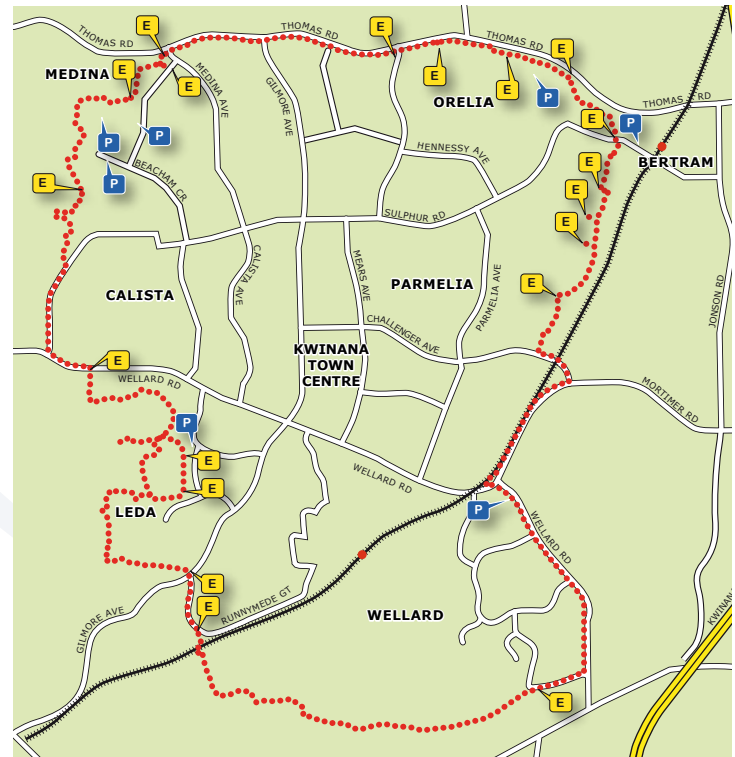 THOMAS RD
THOMAS RD
E
E
THOMAS RD
E
MEDINA
E
E
MEDINA AVE
GILMORE AVE
E
E
P
ORELIA
THOMAS RD
E
P
P
P
HENNESSY AVE
BERTRAM
E
BEACHAM CR
P
E
E
SULPHUR RD
E
CALISTA AVE
MEARS AVE
PARMELIA AVE
JONSON RD
CALISTA
PARMELIA
E
CHALLENGER AVE
KWINANA
TOWN
CENTRE
E
WELLARD RD
MORTIMER RD
P
E
WELLARD RD
E
LEDA
P
WELLARD RD
E
E
RUNNYMEDE GT
GILMORE AVE
WELLARD
KWINANA
E